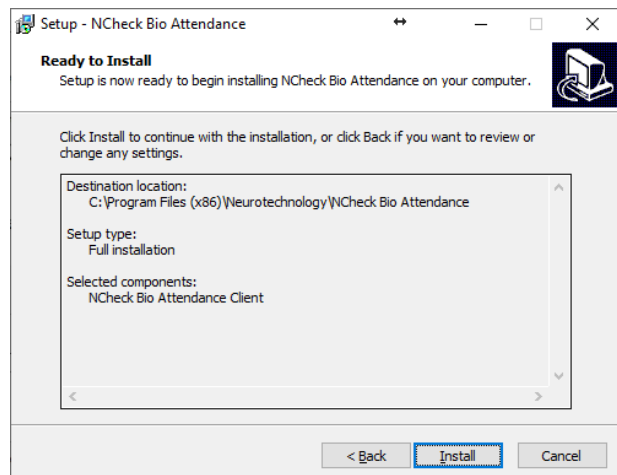 Setup - NCheck Bio Attendance
Ready to Install
Setup is now ready to begin installing NCheck Bio Attendance on your computer.
Click Install to continue with the installation, or click Back if you want to review or
change any settings.
Destination location:
C:\Program Files (x86)\Neurotechnology\NCheck Bio Attendance
Setup type:
Full installation
Selected components:
NCheck Bio Attendance Client
< Back
Install
Cancel